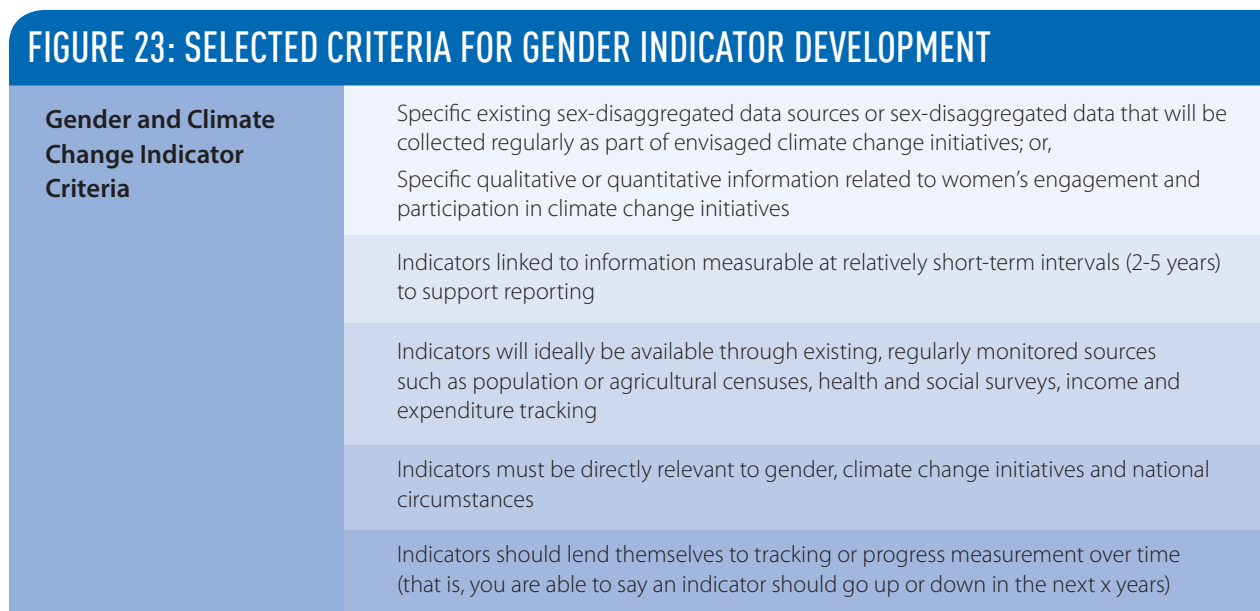 FIGURE 23: SELECTED CRITERIA FOR GENDER INDICATOR DEVELOPMENT
Gender and Climate
Change Indicator
Criteria
Specific existing sex-disaggregated data sources or sex-disaggregated data that will be
collected regularly as part of envisaged climate change initiatives; or,
Specific qualitative or quantitative information related to women’s engagement and
participation in climate change initiatives
Indicators linked to information measurable at relatively short-term intervals (2-5 years)
to support reporting
Indicators will ideally be available through existing, regularly monitored sources
such as population or agricultural censuses, health and social surveys, income and
expenditure tracking
Indicators must be directly relevant to gender, climate change initiatives and national
circumstances
Indicators should lend themselves to tracking or progress measurement over time
(that is, you are able to say an indicator should go up or down in the next x years)